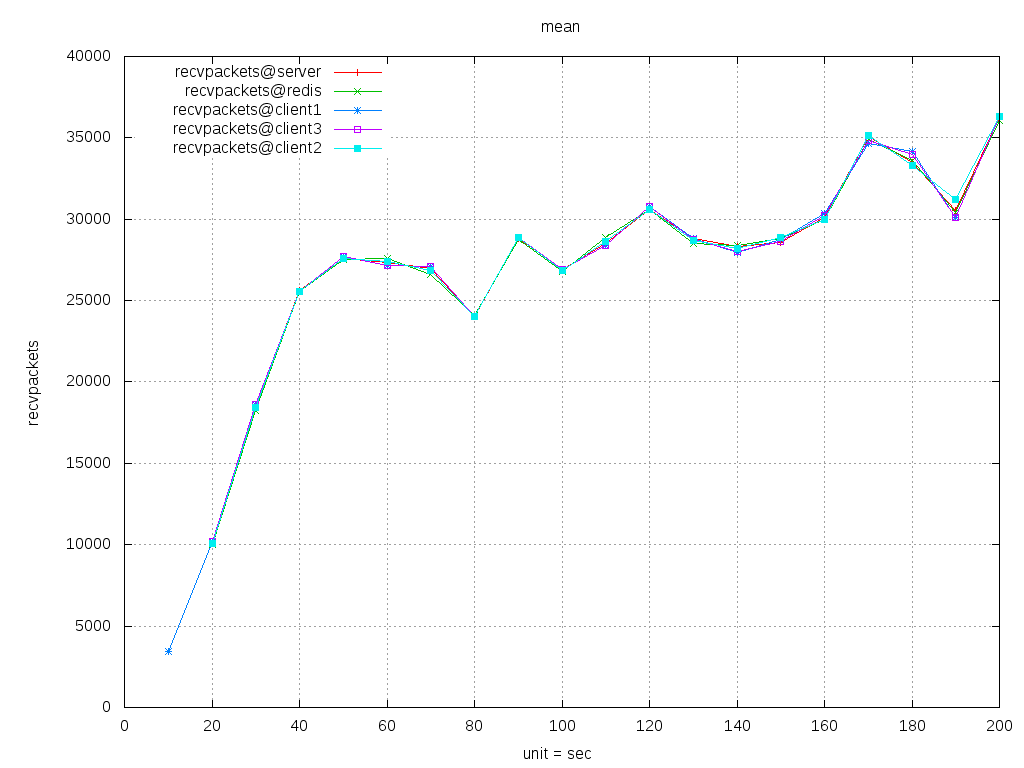 mean
40000
35000
30000
25000
20000
15000
10000
5000
0
recvpackets
recvpackets@server
recvpackets@redis
recvpackets@client1
recvpackets@client3
recvpackets@client2
0 20 40 60 80 100 120 140 160 180 200
unit = sec